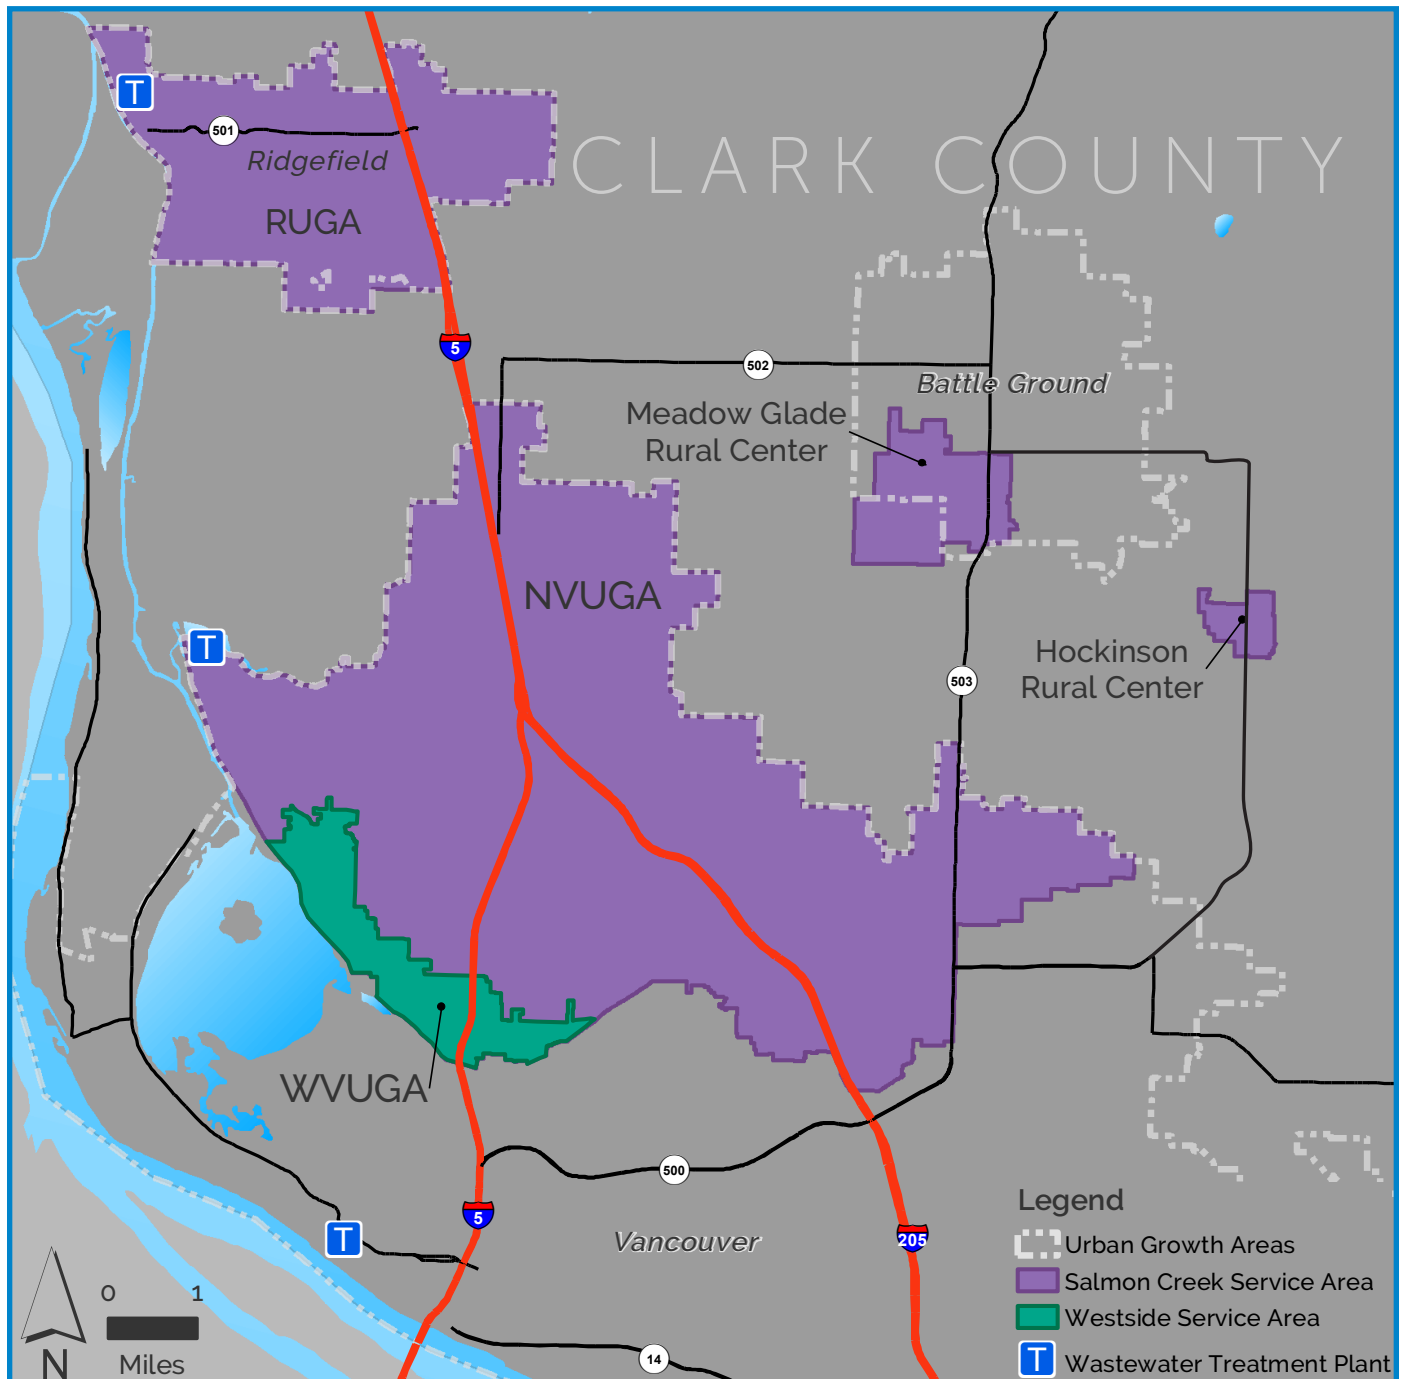 T
501
Ridgefield
CLARK COUNTY
RUGA
5
502
Battle Ground
Meadow Glade
Rural Center
NVUGA
T
Hockinson
Rural Center
503
WVUGA
500
5
T
Vancouver
205
14
0 1
Miles
N
Legend
Urban Growth Areas
Salmon Creek Service Area
Westside Service Area
T Wastewater Treatment Plant